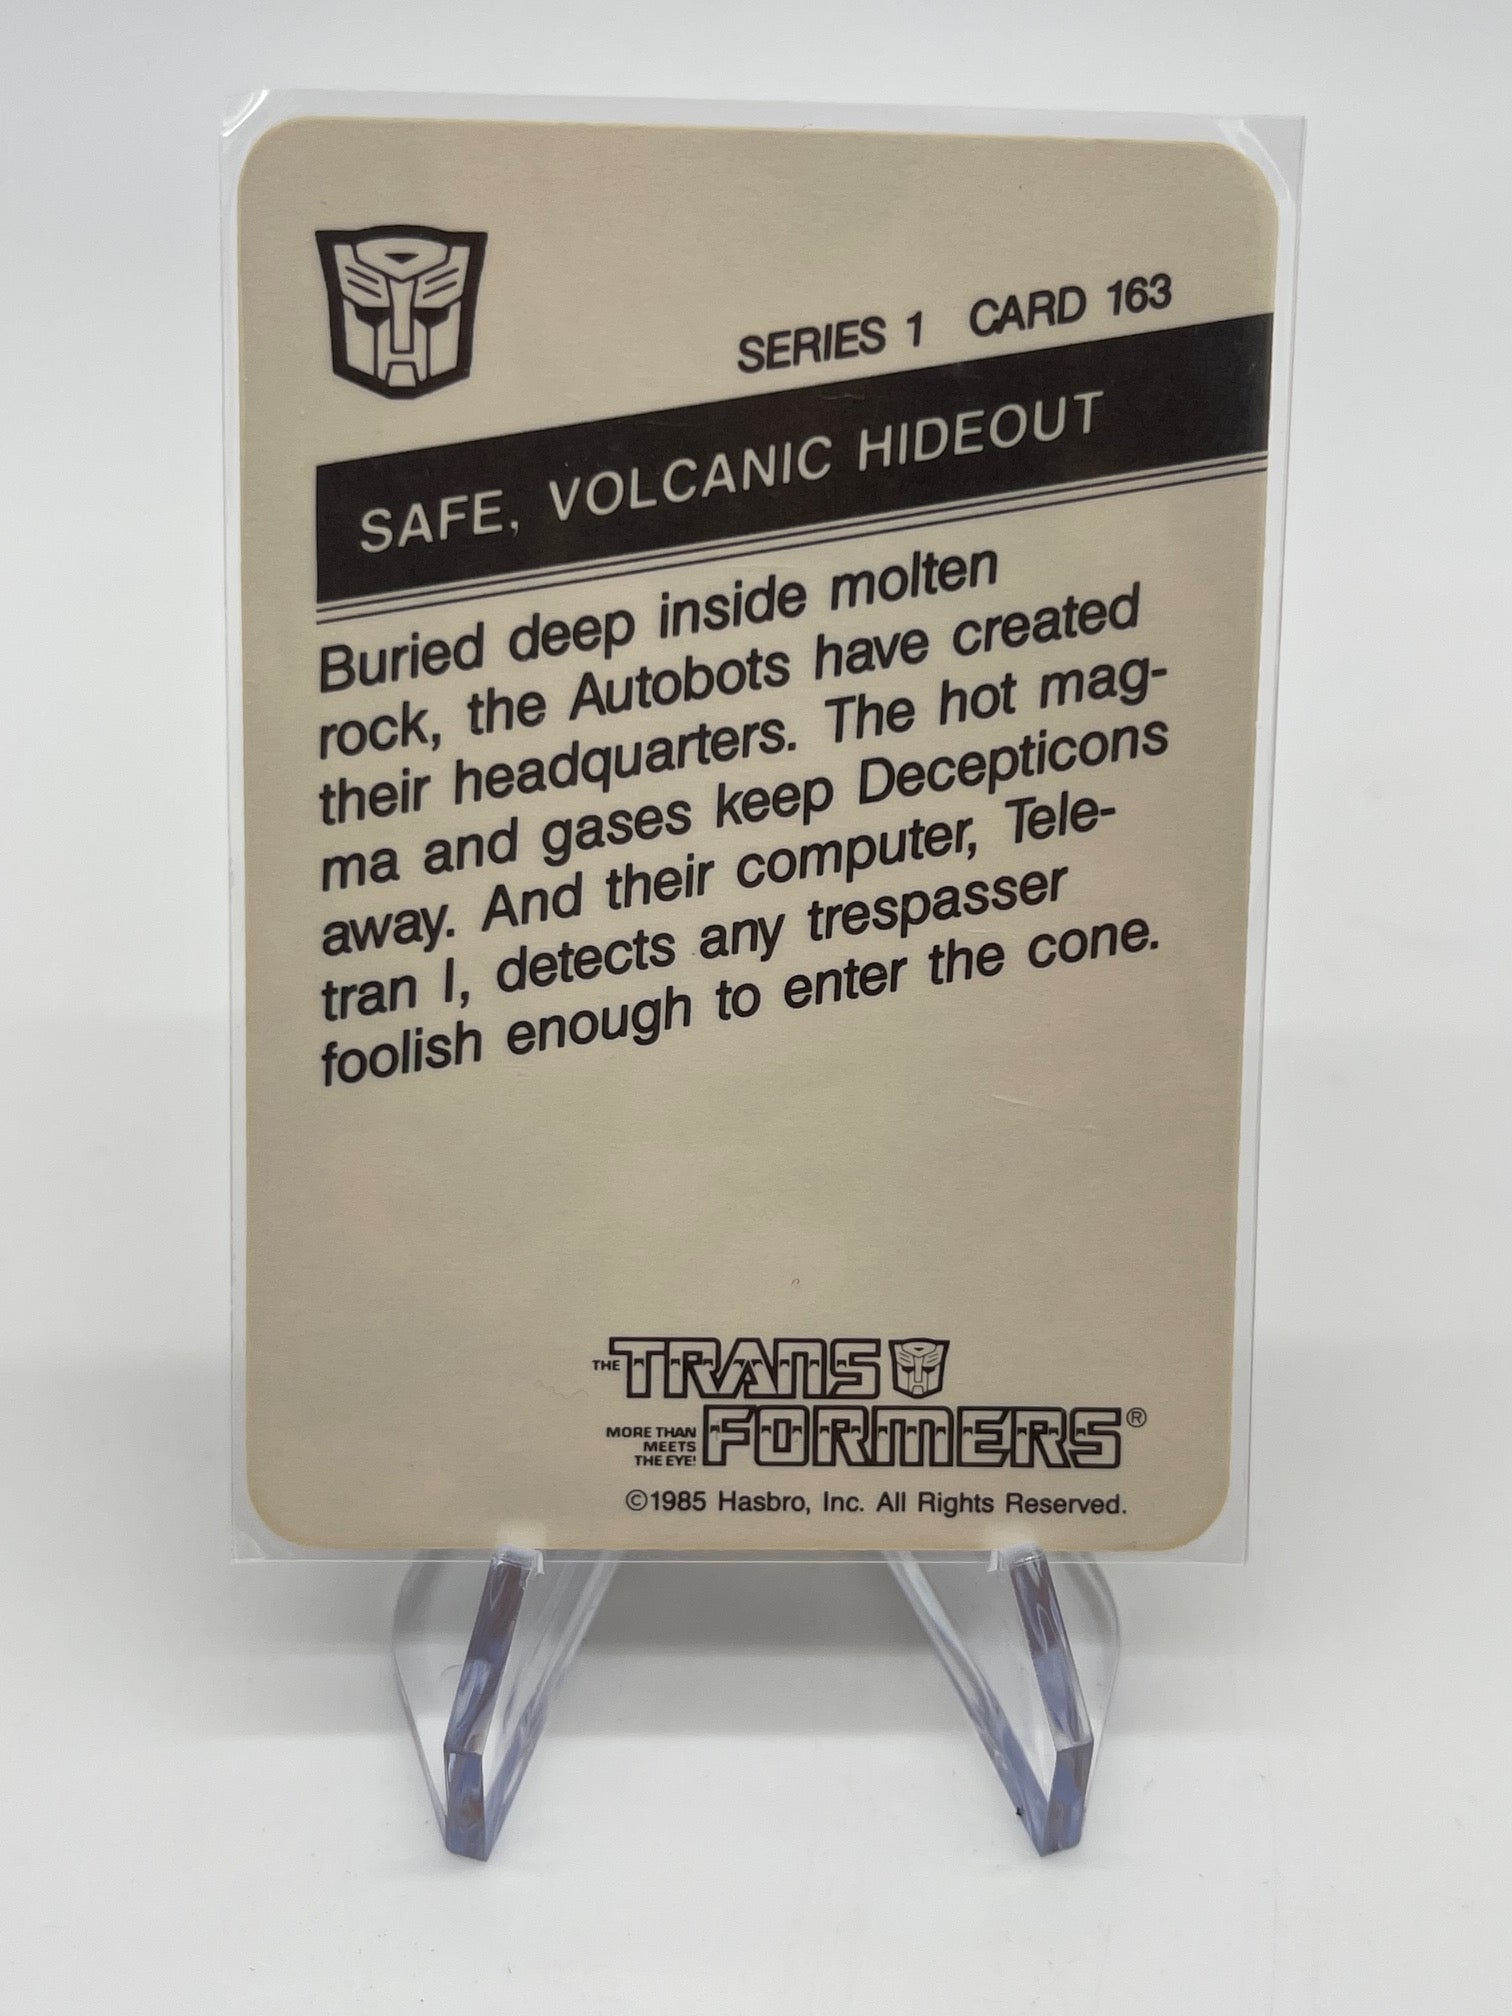 SERIES 1 CARD 163
SAFE, VOLCANIC HIDEOUT
Buried deep inside molten
rock, the Autobots have created
their headquarters. The hot mag-
ma and gases keep Decepticons
away. And their computer, Tele-
tran I, detects any trespasser
foolish enough to enter the cone.
THE TRANS
MORE THAN
MEETS
THE EYE!
FORMERS®
©1985 Hasbro, Inc. All Rights Reserved.